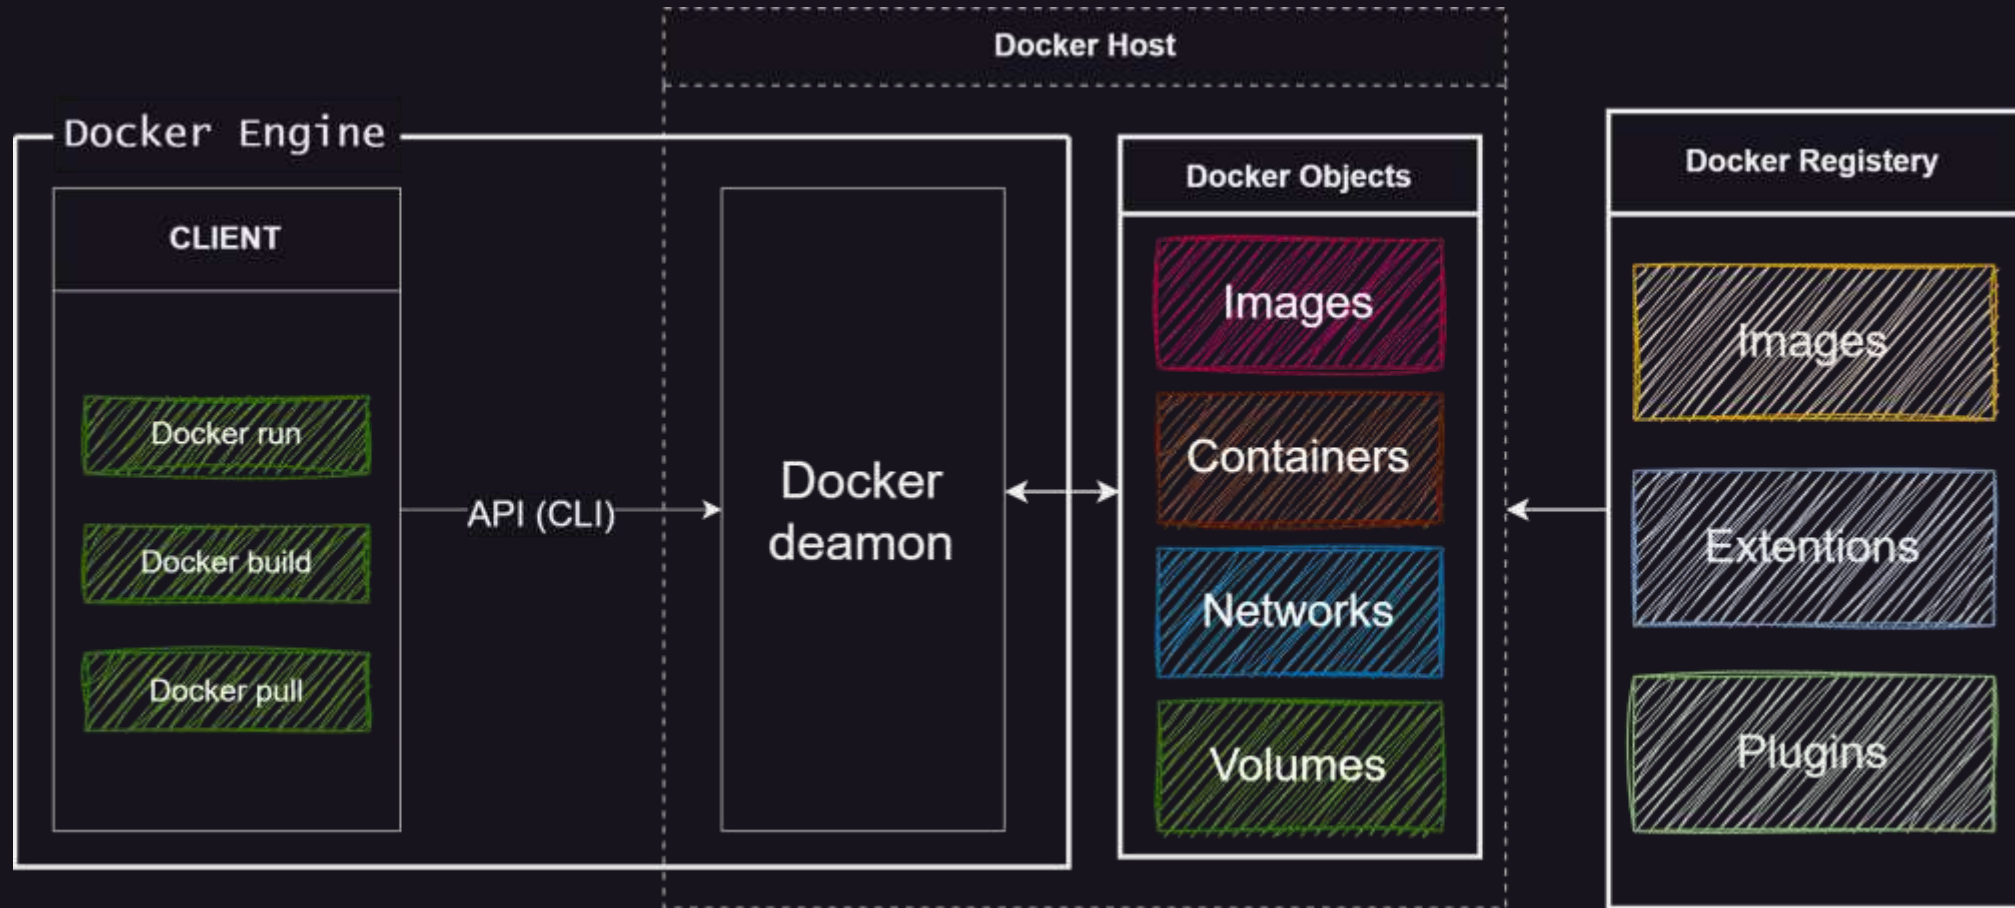 Docker Host
Docker Engine
CLIENT
Docker run
Docker build
Docker pull
API (CLI)
Docker
deamon
Docker Objects
Images
Containers
Networks
Volumes
Docker Registery
Images
Extentions
Plugins